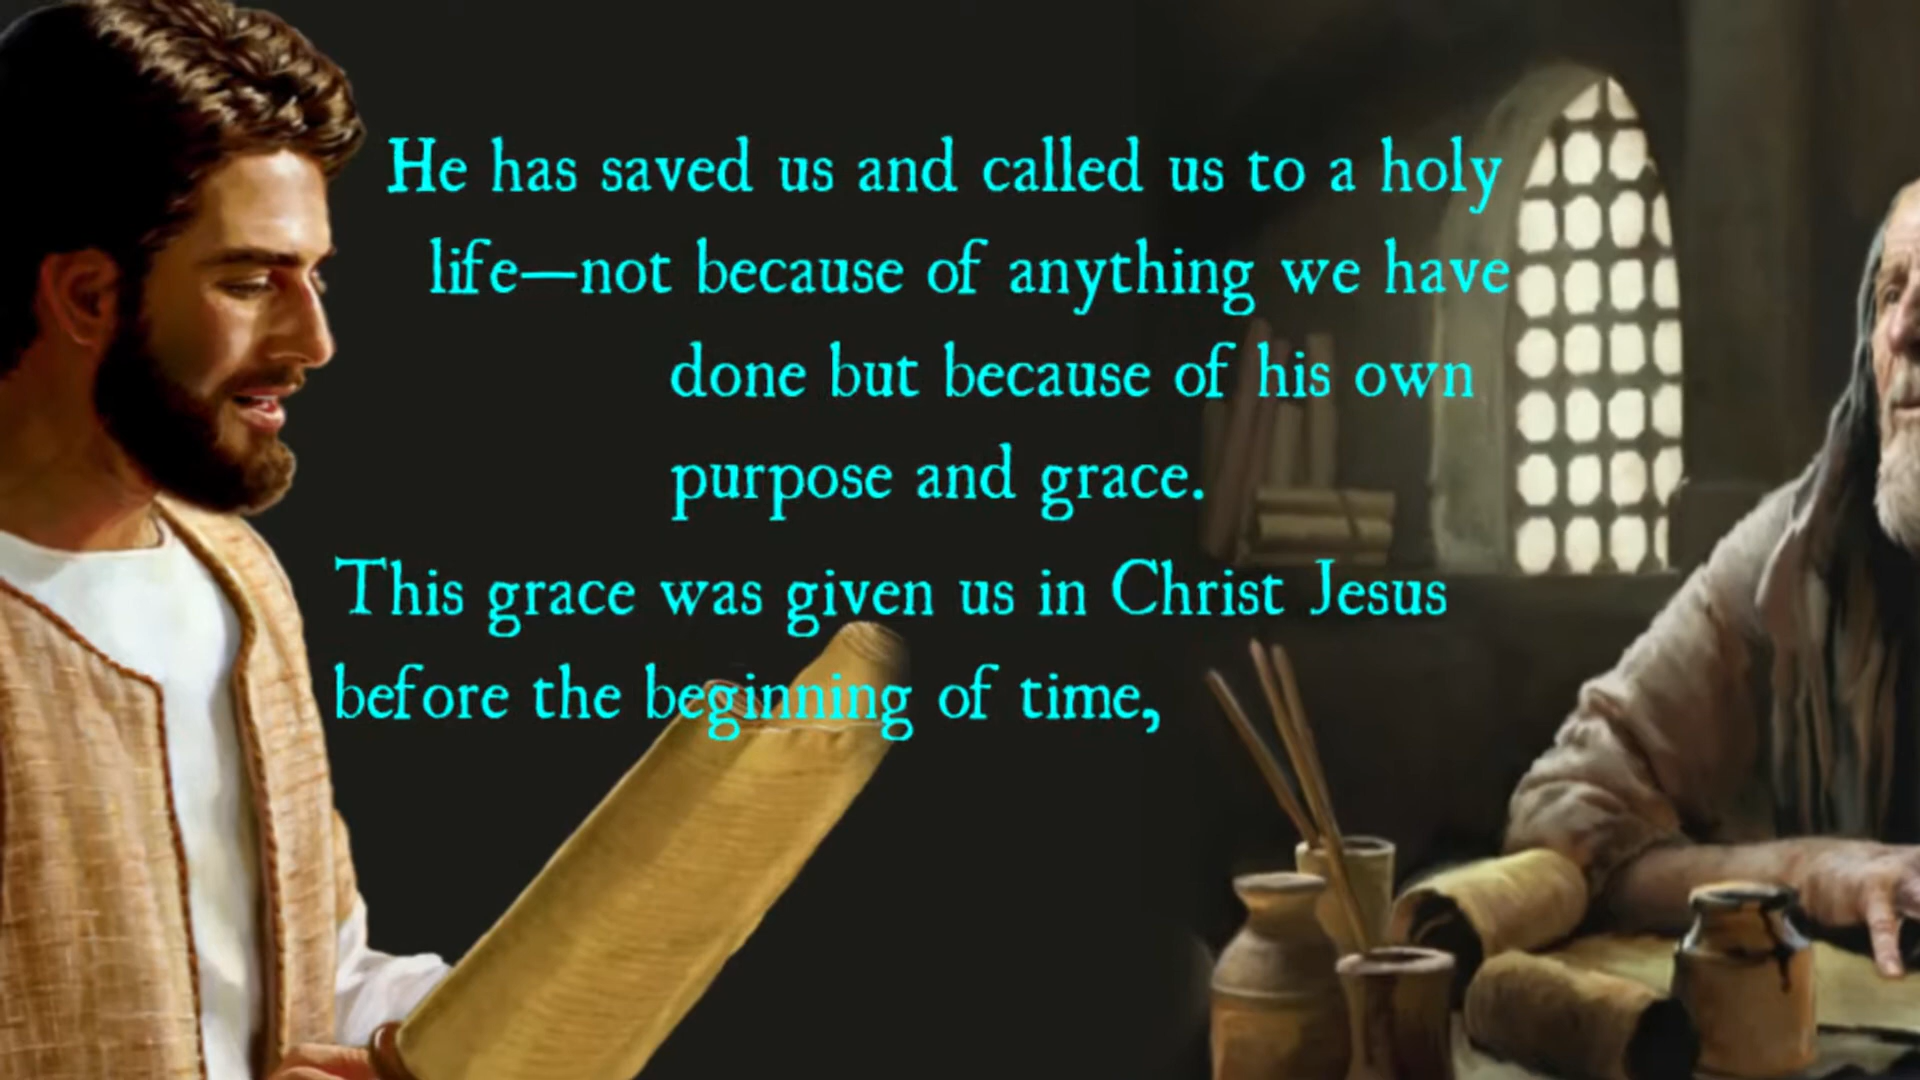 He has saved us and called us to a holy
life—not because of anything we have
done but because of his own
purpose and grace.
This grace was given us in Christ Jesus
before the beginning of time,